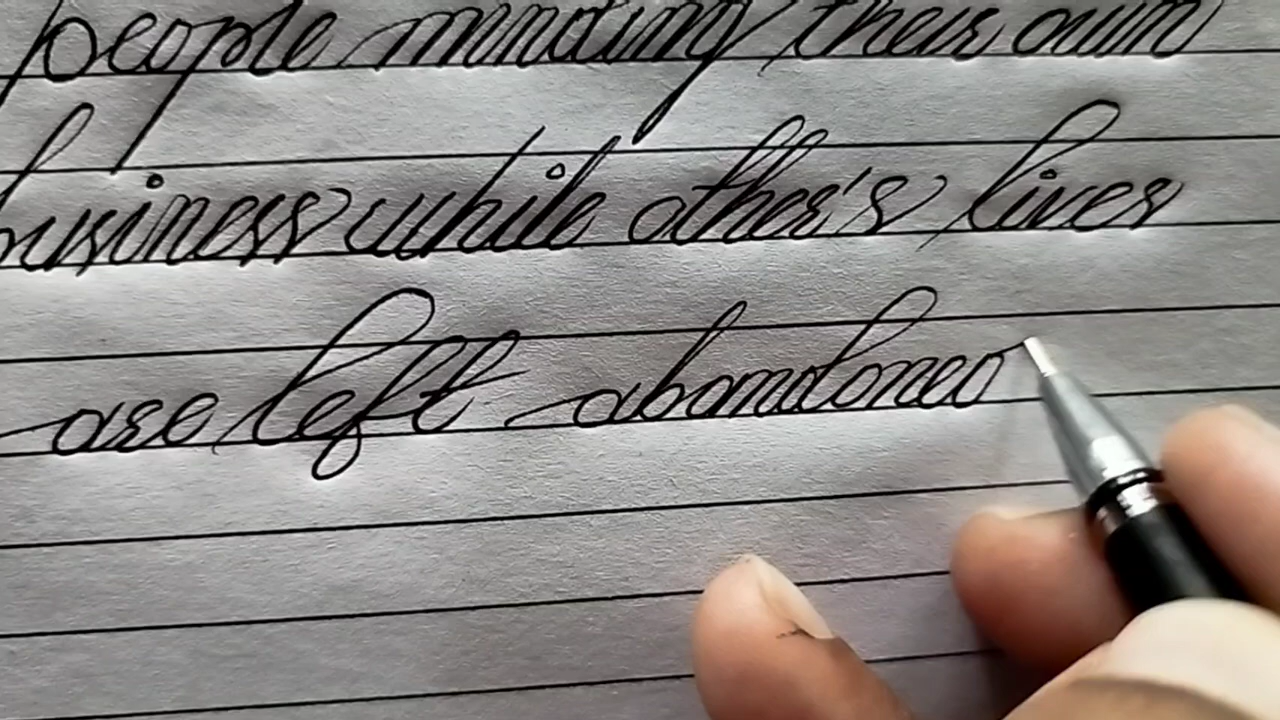 people minding their own
business while other's lives
are left abandoned